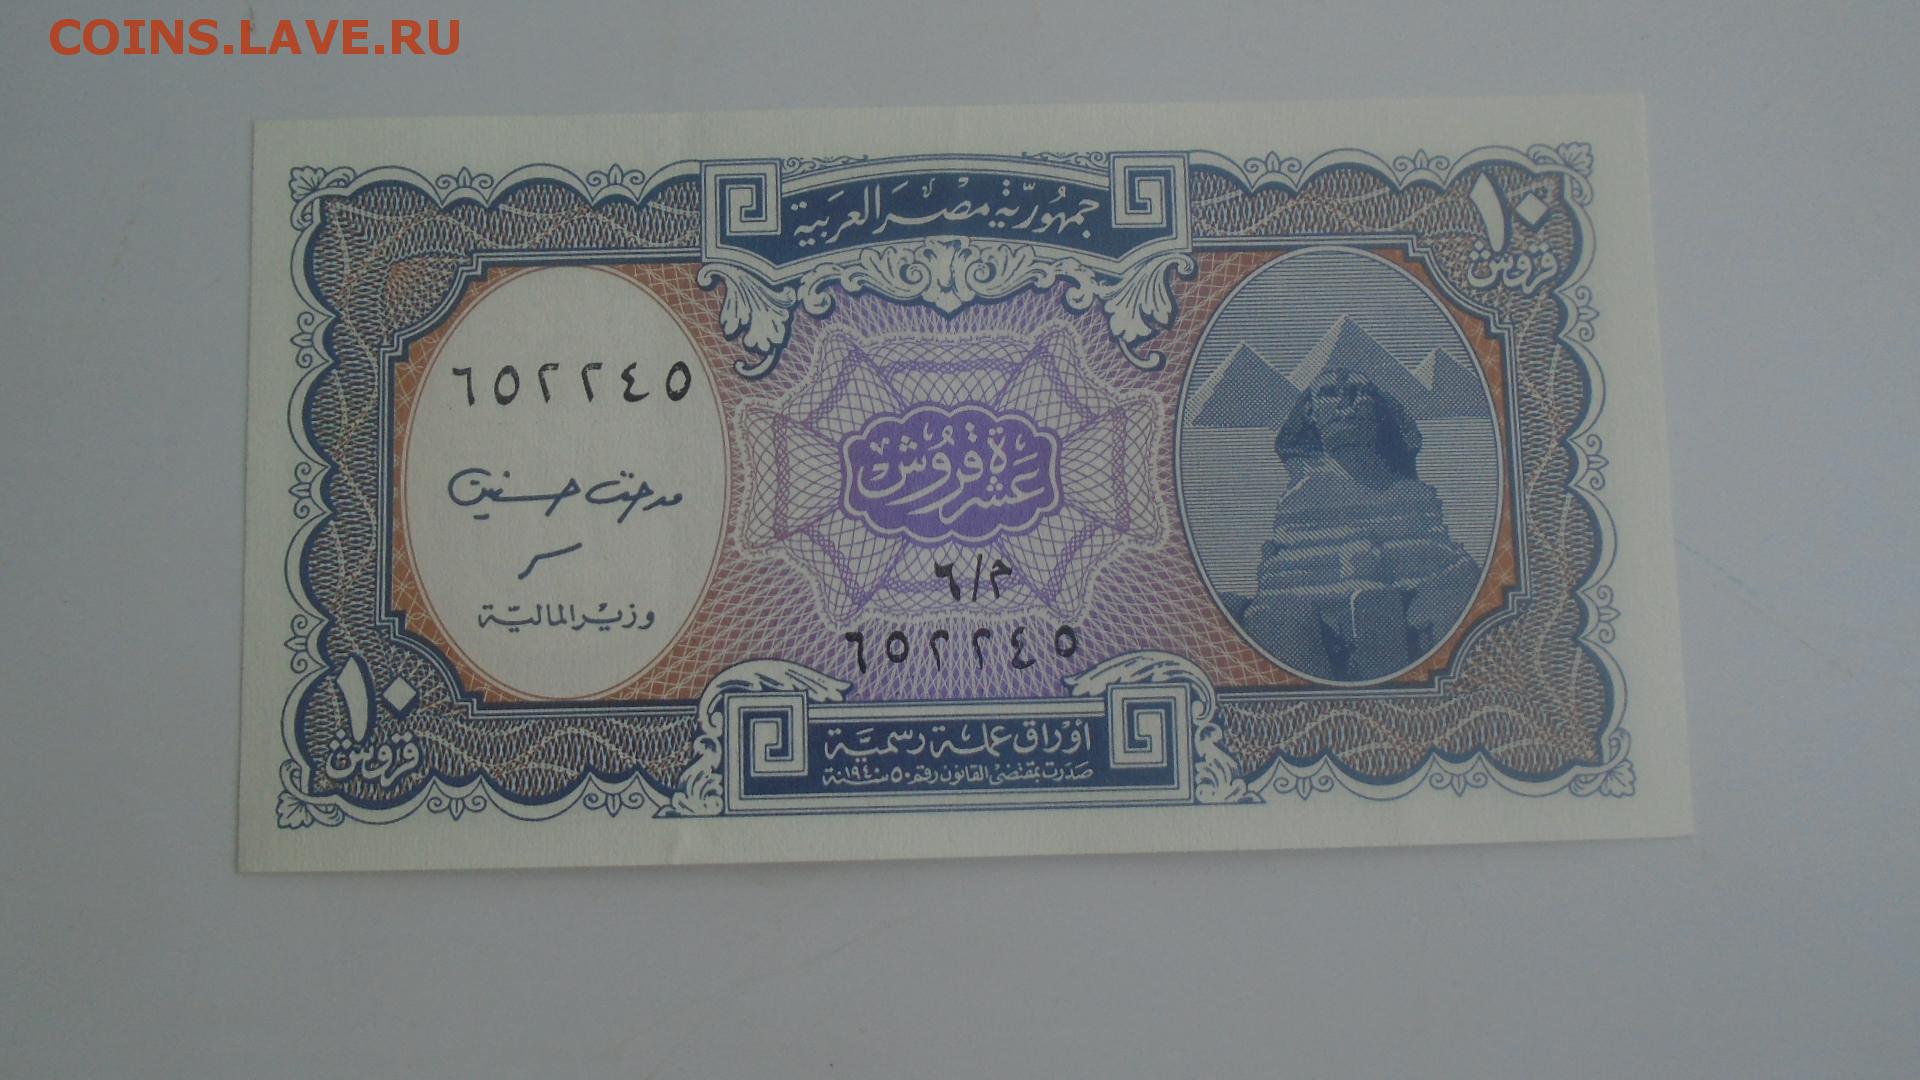 COINS.LAVE.RU
جمهورية مصر العربية
١٠
قروش
٦٥٢٢٤٥
مدحت حسنين
وزير المالية
عشرة قروش
م/٦
٦٥٢٢٤٥
١٠
قروش
أوراق عملة رسمية
صدرت بمقتضى القانون رقم ٥٠ سنة ١٩٤٠